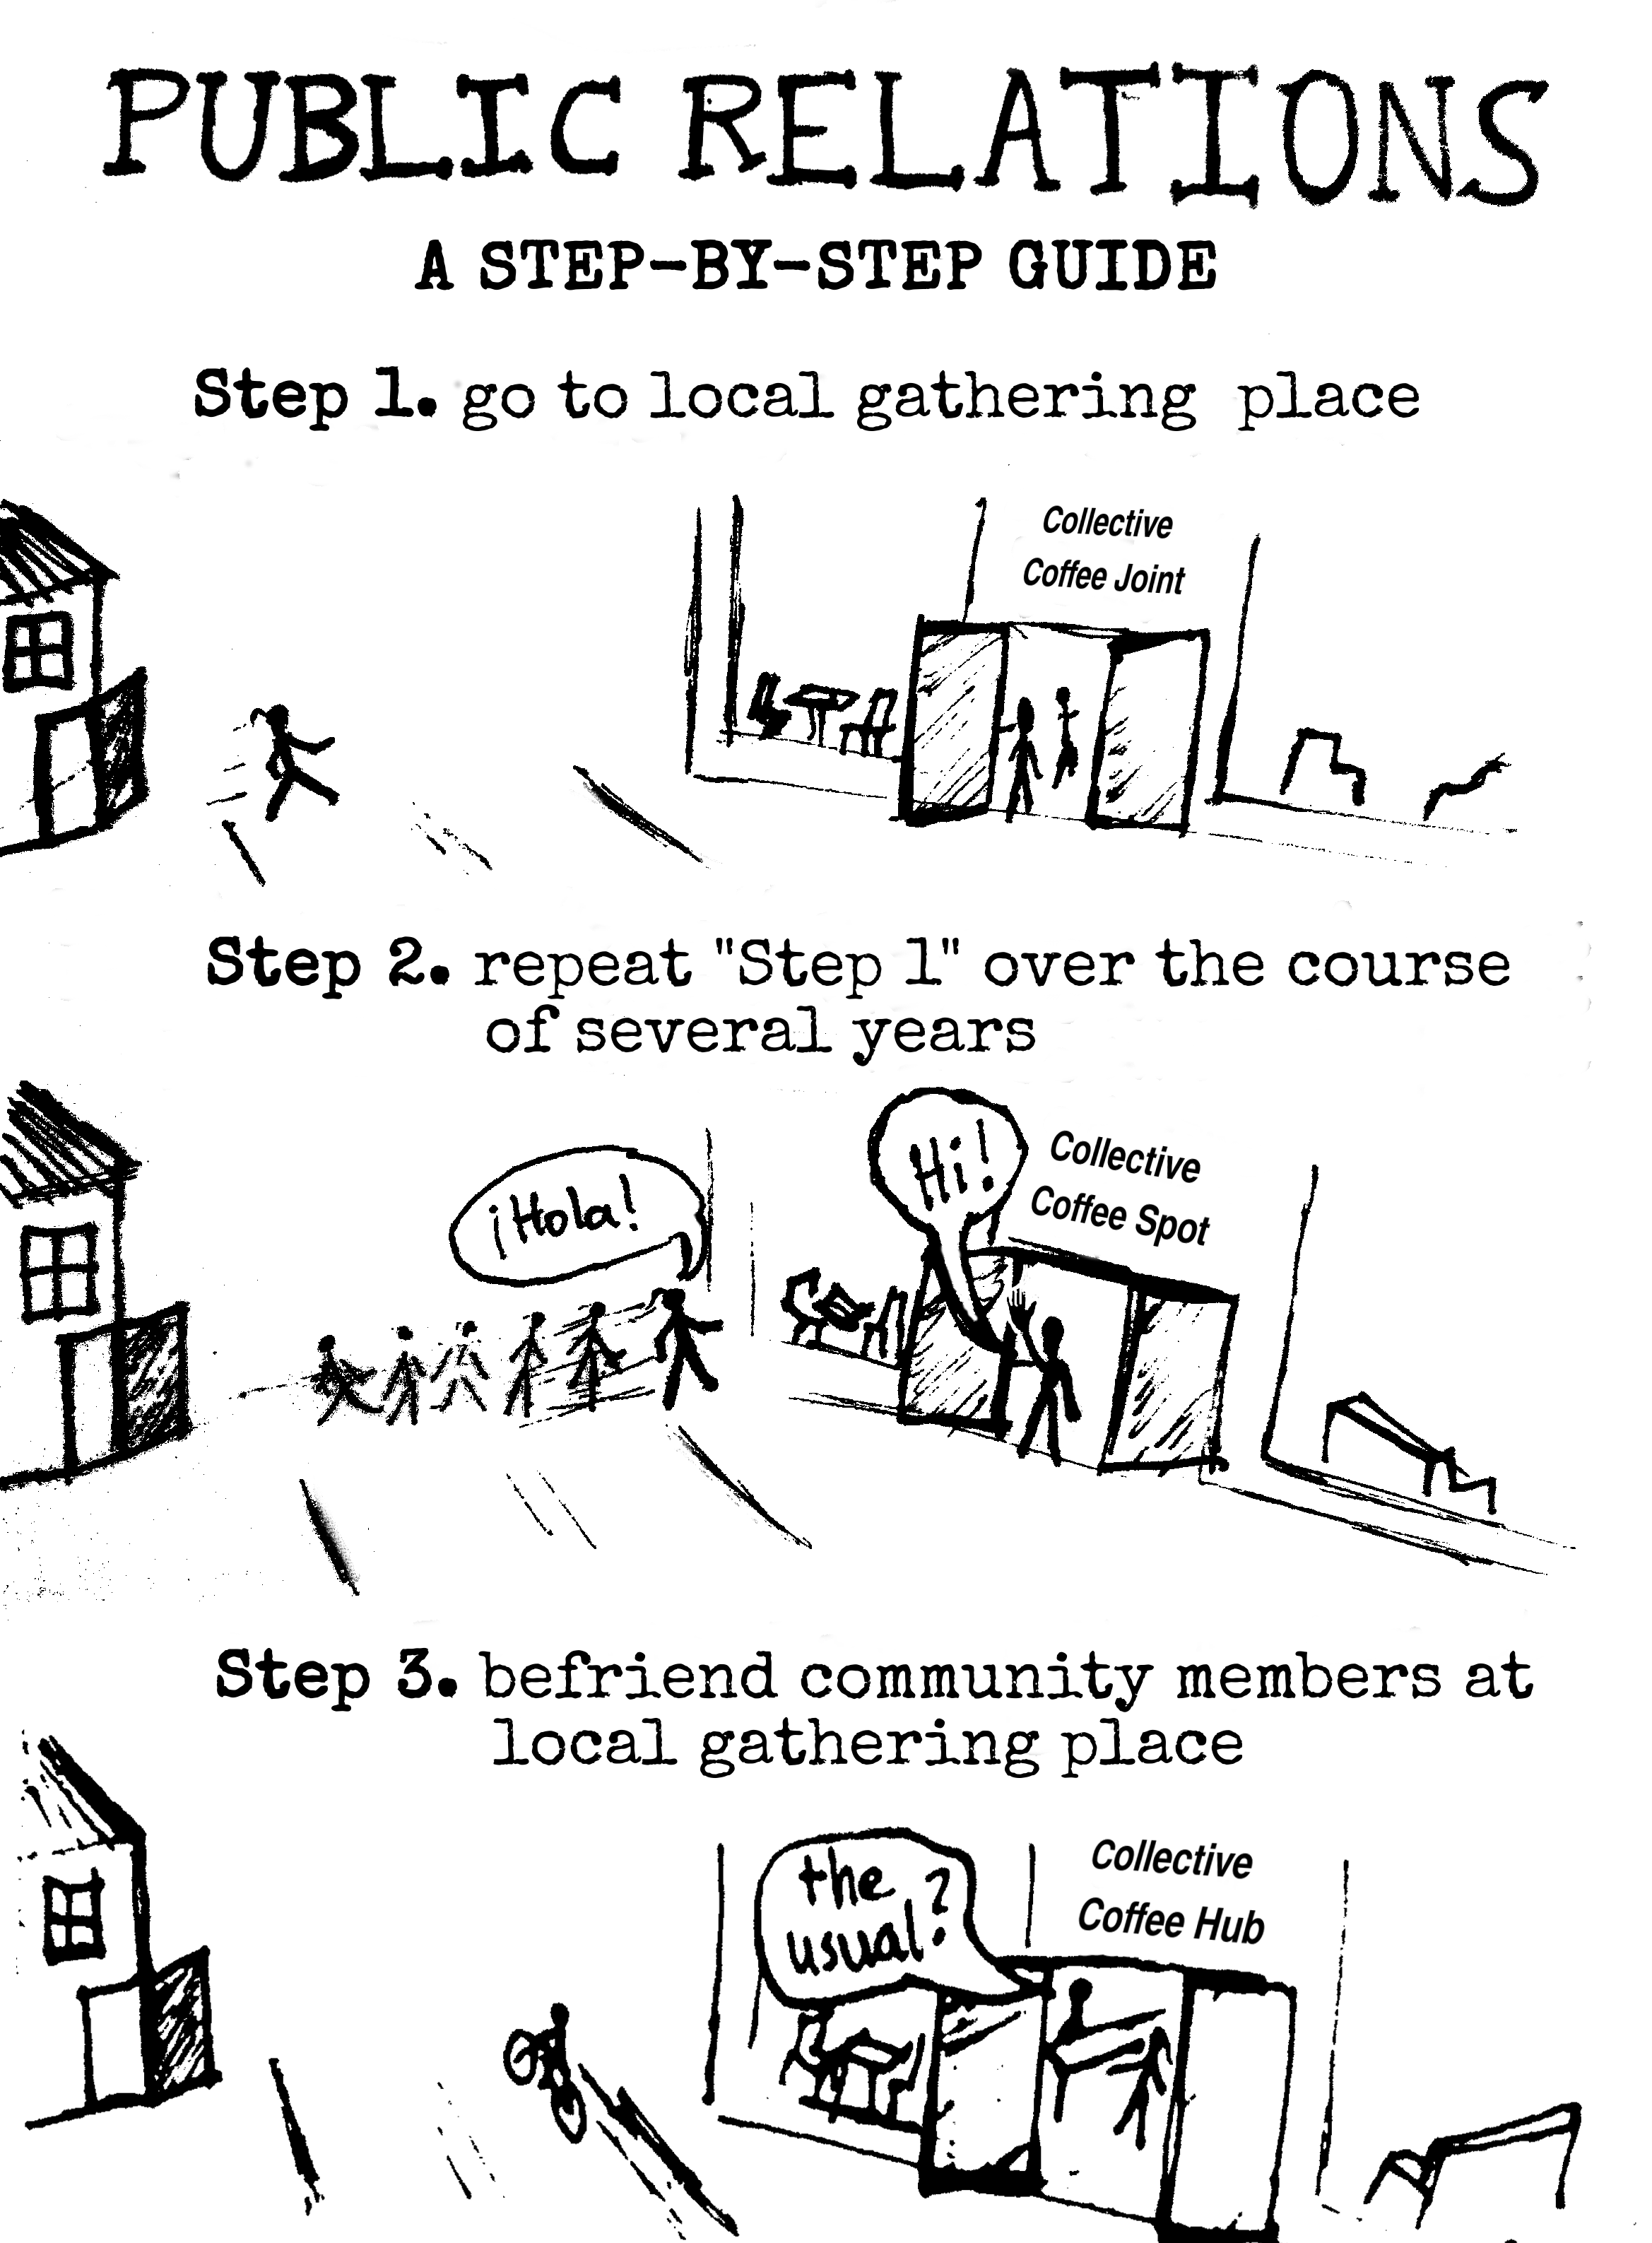 PUBLIC RELATIONS
A STEP-BY-STEP GUIDE
Step 1. go to local gathering place
Collective
Coffee Joint
Step 2. repeat "Step 1" over the course
of several years
¡Hola!
Hi!
Collective
Coffee Spot
Step 3. befriend community members at
local gathering place
the
usual?
Collective
Coffee Hub